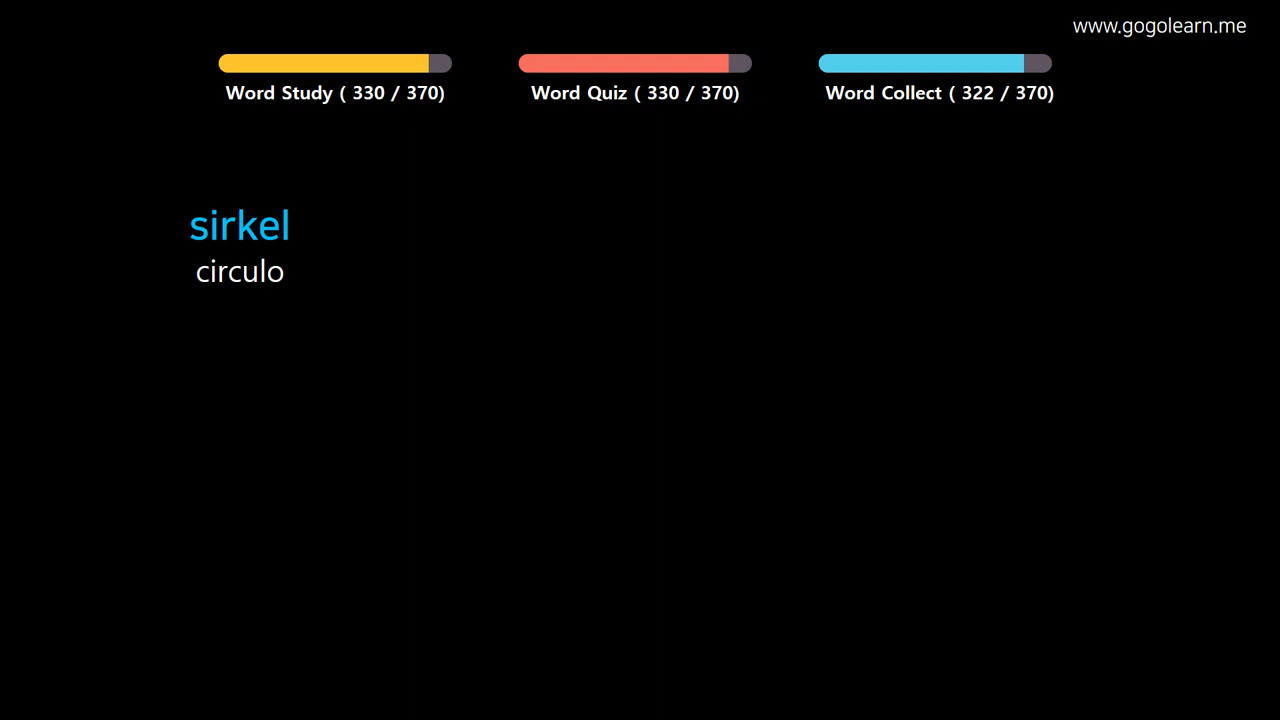 www.gogolearn.me
Word Study ( 330 / 370)
Word Quiz ( 330 / 370)
Word Collect ( 322 / 370)
sirkel
circulo